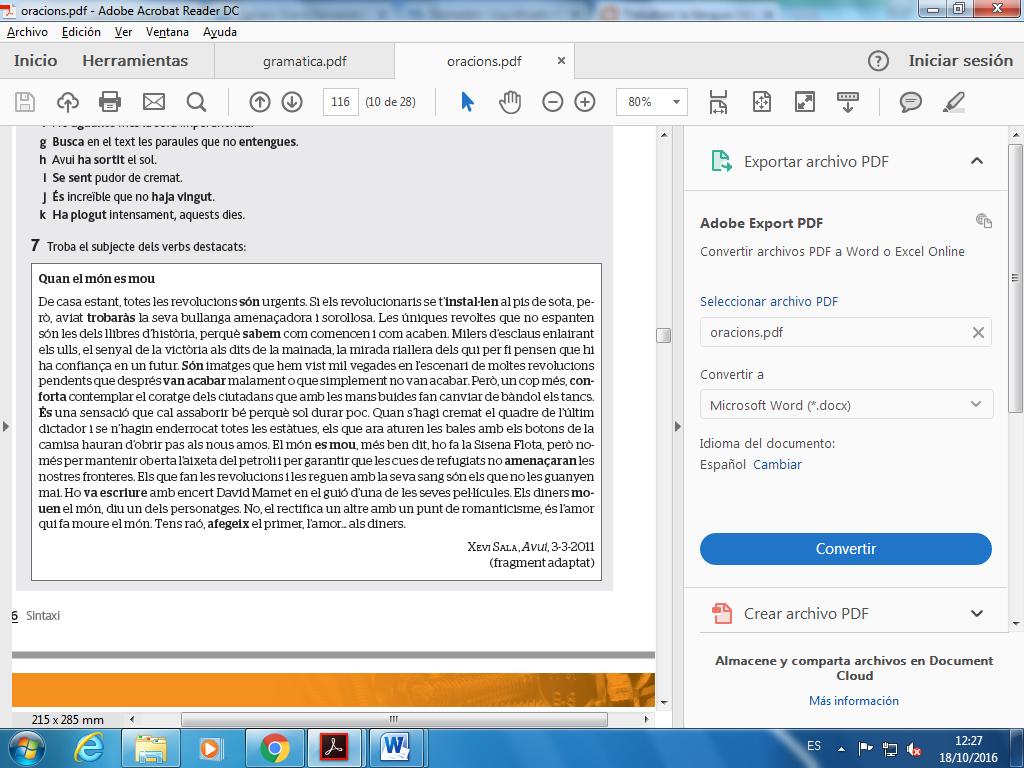 oracions.pdf - Adobe Acrobat Reader DC
Archivo Edición Ver Ventana Ayuda
Inicio Herramientas gramatica.pdf oracions.pdf × ? Iniciar sesión
116 (10 de 28) 80%
g Busca en el text les paraules que no entengues.
h Avui ha sortit el sol.
i Se sent pudor de cremat.
j És increïble que no haja vingut.
k Ha plogut intensament, aquests dies.
7 Troba el subjecte dels verbs destacats:
Quan el món es mou
De casa estant, totes les revolucions són urgents. Si els revolucionaris se t'instal·len al pis de sota, pe-
rò, aviat trobaràs la seva bullanga amenaçadora i sorollosa. Les úniques revoltes que no espanten
són les dels llibres d'història, perquè sabem com comencen i com acaben. Milers d'esclaus enlairant
els ulls, el senyal de la victòria als dits de la mainada, la mirada riallera dels qui per fi pensen que hi
ha confiança en un futur. Són imatges que hem vist mil vegades en l'escenari de moltes revolucions
pendents que després van acabar malament o que simplement no van acabar. Però, un cop més, con-
forta contemplar el coratge dels ciutadans que amb les mans buides fan canviar de bàndol els tancs.
És una sensació que cal assaborir bé perquè sol durar poc. Quan s'hagi cremat el quadre de l'últim
dictador i se n'hagin enderrocat totes les estàtues, els que ara aturen les bales amb els botons de la
camisa hauran d'obrir pas als nous amos. El món es mou, més ben dit, ho fa la Sisena Flota, però no-
més per mantenir oberta l'aixeta del petroli i per garantir que les cues de refugiats no amenaçaran les
nostres fronteres. Els que fan les revolucions i les reguen amb la seva sang són els que no les guanyen
mai. Ho va escriure amb encert David Mamet en el guió d'una de les seves pel·lícules. Els diners mo-
uen el món, diu un dels personatges. No, el rectifica un altre amb un punt de romanticisme, és l'amor
qui fa moure el món. Tens raó, afegeix el primer, l'amor... als diners.
Xevi Sala, Avui, 3-3-2011
(fragment adaptat)
6 Sintaxi
215 x 285 mm
Exportar archivo PDF
Adobe Export PDF
Convertir archivos PDF a Word o Excel Online
Seleccionar archivo PDF
oracions.pdf
Convertir a
Microsoft Word (*.docx)
Idioma del documento:
Español Cambiar
Convertir
Crear archivo PDF
Almacene y comparta archivos en Document
Cloud
Más información
ES 12:27
18/10/2016